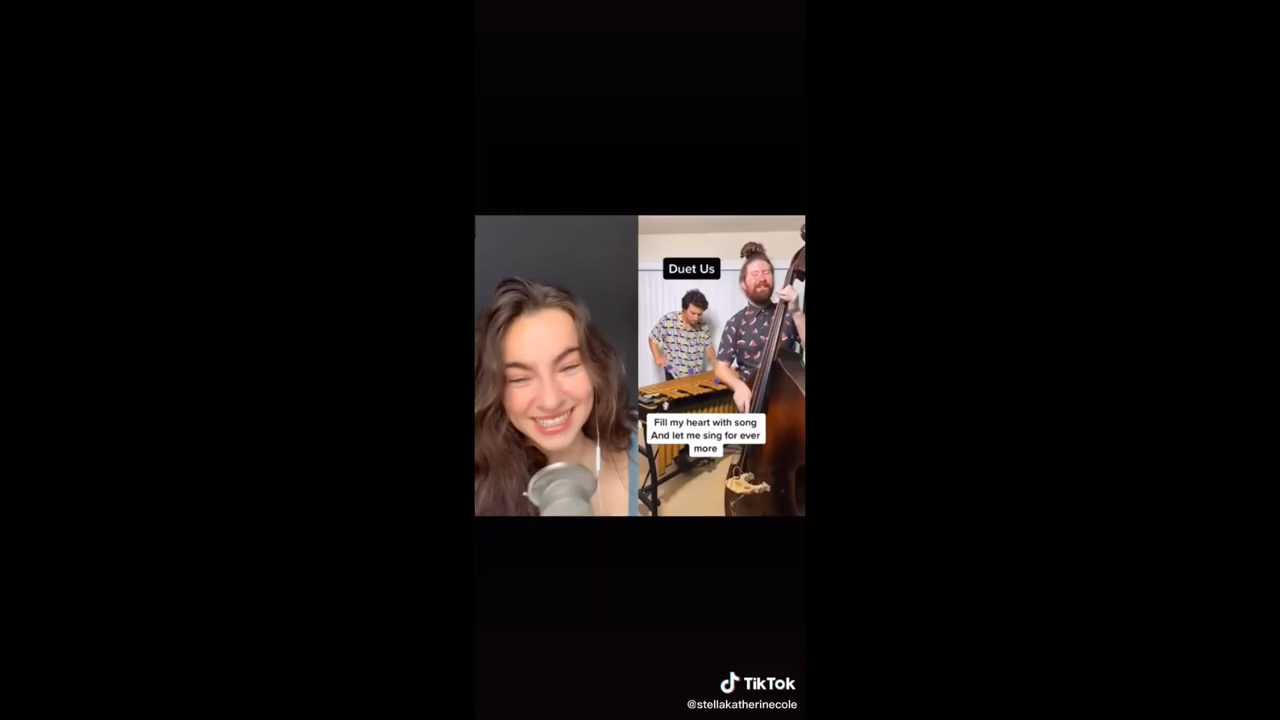 Duet Us
Fill my heart with song
And let me sing for ever
more
TikTok
@stellakatherinecole